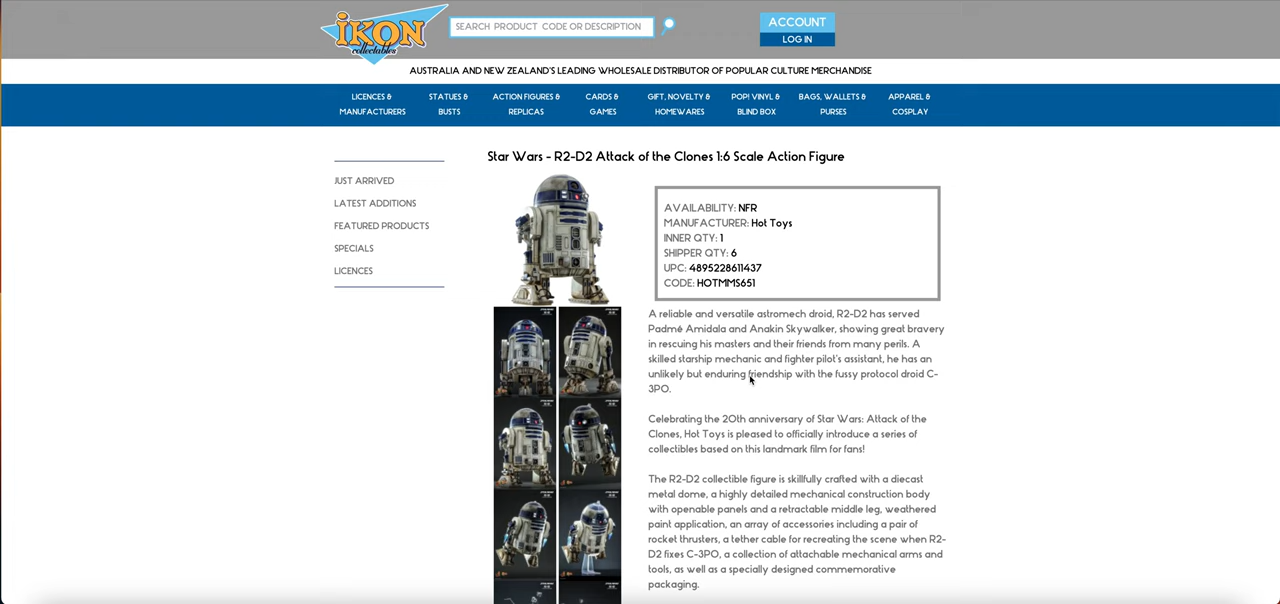 iKON
collectables
SEARCH PRODUCT CODE OR DESCRIPTION
ACCOUNT
LOG IN
AUSTRALIA AND NEW ZEALAND'S LEADING WHOLESALE DISTRIBUTOR OF POPULAR CULTURE MERCHANDISE
LICENCES &
MANUFACTURERS
STATUES &
BUSTS
ACTION FIGURES &
REPLICAS
CARDS &
GAMES
GIFT, NOVELTY &
HOMEWARES
POP! VINYL &
BLIND BOX
BAGS, WALLETS &
PURSES
APPAREL &
COSPLAY
JUST ARRIVED
LATEST ADDITIONS
FEATURED PRODUCTS
SPECIALS
LICENCES
Star Wars - R2-D2 Attack of the Clones 1:6 Scale Action Figure
AVAILABILITY: NFR
MANUFACTURER: Hot Toys
INNER QTY: 1
SHIPPER QTY: 6
UPC: 4895228611437
CODE: HOTMMS651
A reliable and versatile astromech droid, R2-D2 has served
Padmé Amidala and Anakin Skywalker, showing great bravery
in rescuing his masters and their friends from many perils. A
skilled starship mechanic and fighter pilot's assistant, he has an
unlikely but enduring friendship with the fussy protocol droid C-
3PO.
Celebrating the 20th anniversary of Star Wars: Attack of the
Clones, Hot Toys is pleased to officially introduce a series of
collectibles based on this landmark film for fans!
The R2-D2 collectible figure is skillfully crafted with a diecast
metal dome, a highly detailed mechanical construction body
with openable panels and a retractable middle leg, weathered
paint application, an array of accessories including a pair of
rocket thrusters, a tether cable for recreating the scene when R2-
D2 fixes C-3PO, a collection of attachable mechanical arms and
tools, as well as a specially designed commemorative
packaging.